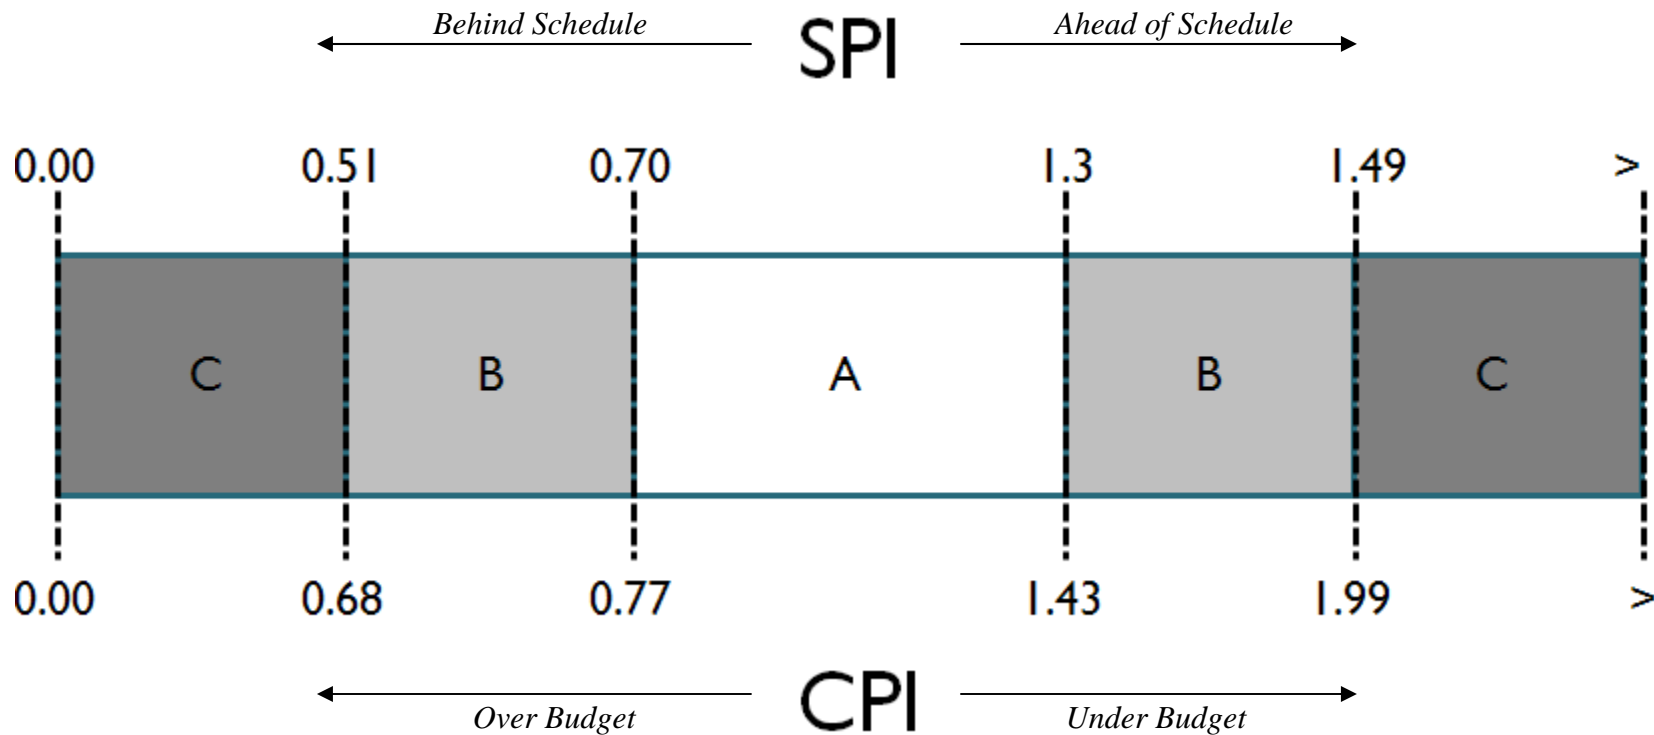 Behind Schedule SPI Ahead of Schedule
0.00 0.51 0.70 1.3 1.49 >
C B A B C
0.00 0.68 0.77 1.43 1.99 >
Over Budget CPI Under Budget